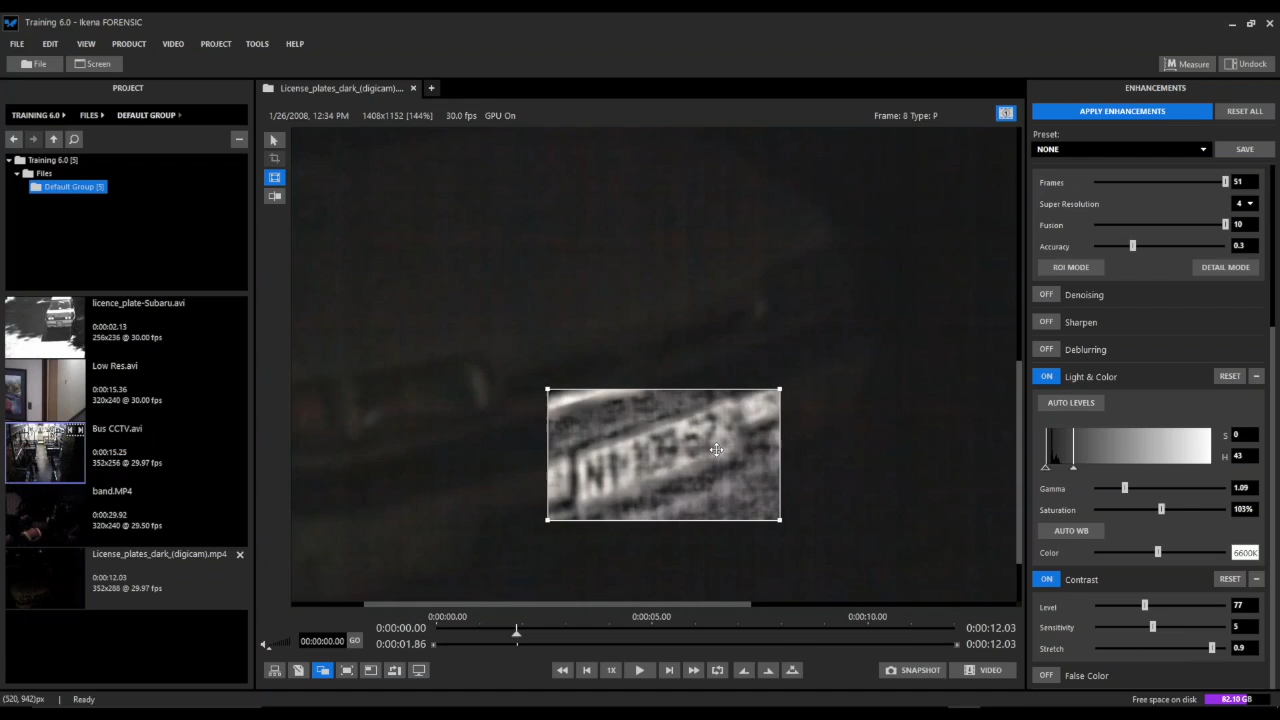 Training 6.0 - Ikena FORENSIC
FILE EDIT VIEW PRODUCT VIDEO PROJECT TOOLS HELP
File Screen Measure Undock
PROJECT
TRAINING 6.0 FILES DEFAULT GROUP
Training 6.0 [5]
Files
Default Group [5]
licence_plate-Subaru.avi
0:00:02.13
256x236 @ 30.00 fps
Low Res.avi
0:00:15.36
320x240 @ 30.00 fps
Bus CCTV.avi
0:00:15.25
352x256 @ 29.97 fps
band.MP4
0:00:29.92
320x240 @ 29.50 fps
License_plates_dark_(digicam).mp4
0:00:12.03
352x288 @ 29.97 fps
License_plates_dark_(digicam)....
1/26/2008, 12:34 PM 1408x1152 [144%] 30.0 fps GPU On Frame: 8 Type: P
0:00:00.00 0:00:05.00 0:00:10.00
0:00:00.00 0:00:12.03
00:00:00.00 GO 0:00:01.86 0:00:12.03
1X SNAPSHOT VIDEO
ENHANCEMENTS
APPLY ENHANCEMENTS RESET ALL
Preset:
NONE SAVE
Frames 51
Super Resolution 4
Fusion 10
Accuracy 0.3
ROI MODE DETAIL MODE
OFF Denoising
OFF Sharpen
OFF Deblurring
ON Light & Color RESET
AUTO LEVELS
S 0
H 43
Gamma 1.09
Saturation 103%
AUTO WB
Color 6600K
ON Contrast RESET
Level 77
Sensitivity 5
Stretch 0.9
OFF False Color
(520, 942)px Ready Free space on disk 82.10 GB